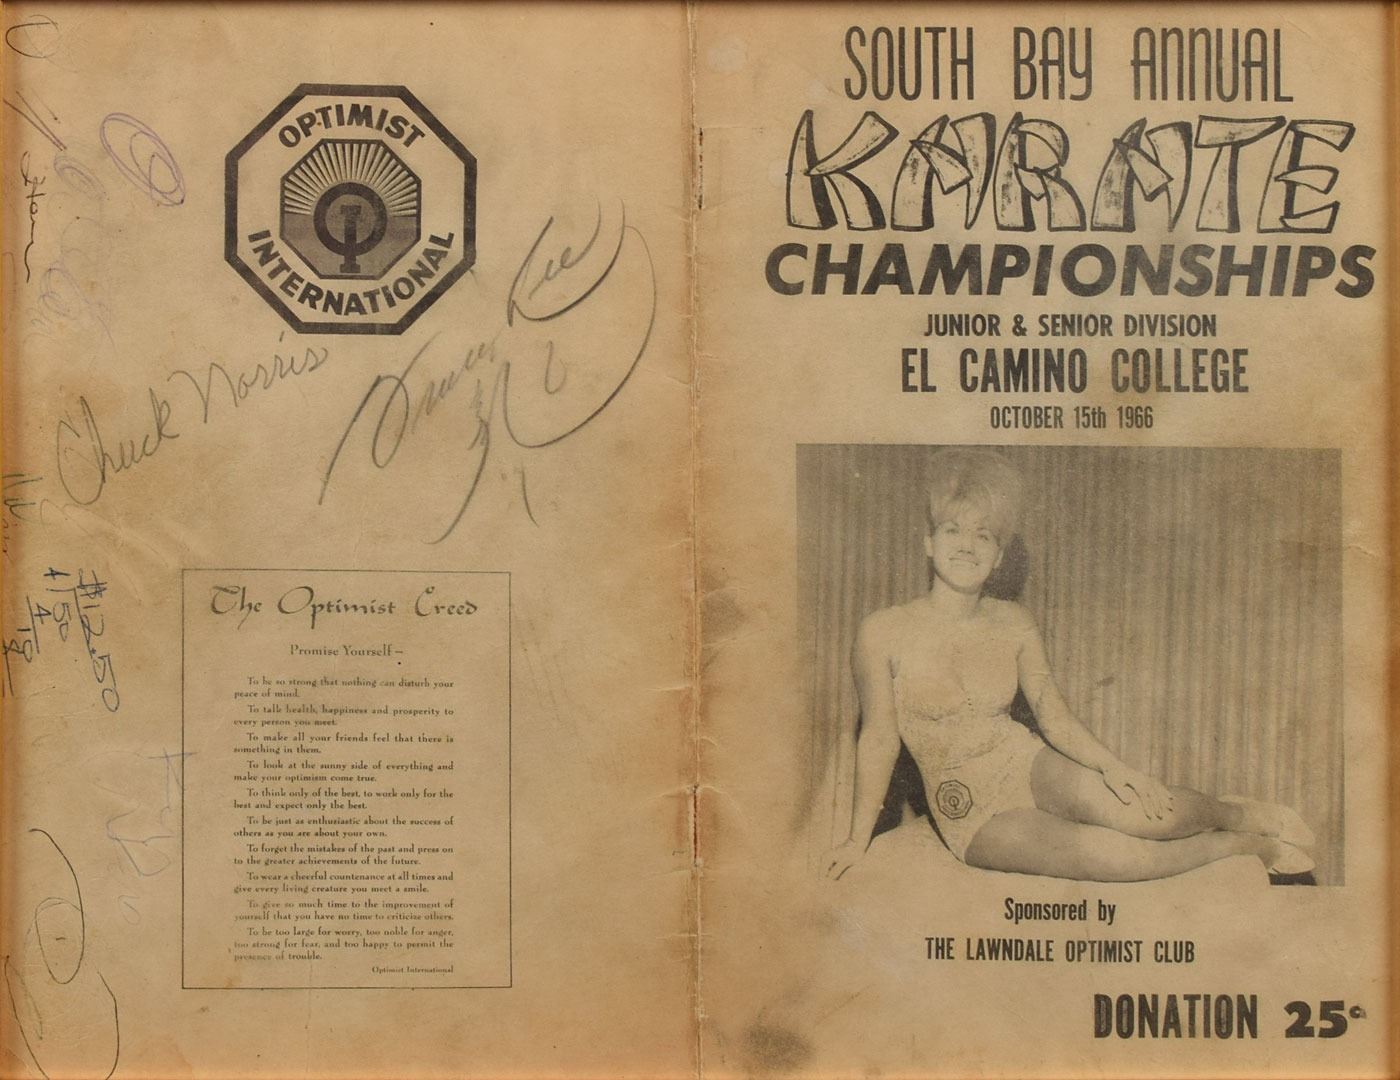 OPTIMIST
INTERNATIONAL
Chuck Norris
Bruce Lee
$12.50
The Optimist Creed
Promise Yourself—
To be so strong that nothing can disturb your
peace of mind.
To talk health, happiness and prosperity to
every person you meet.
To make all your friends feel that there is
something in them.
To look at the sunny side of everything and
make your optimism come true.
To think only of the best, to work only for the
best and expect only the best.
To be just as enthusiastic about the success of
others as you are about your own.
To forget the mistakes of the past and press on
to the greater achievements of the future.
To wear a cheerful countenance at all times and
give every living creature you meet a smile.
To give so much time to the improvement of
yourself that you have no time to criticize others.
To be too large for worry, too noble for anger,
too strong for fear, and too happy to permit the
presence of trouble.
Optimist International
SOUTH BAY ANNUAL
KARATE
CHAMPIONSHIPS
JUNIOR & SENIOR DIVISION
EL CAMINO COLLEGE
OCTOBER 15th 1966
Sponsored by
THE LAWNDALE OPTIMIST CLUB
DONATION 25c